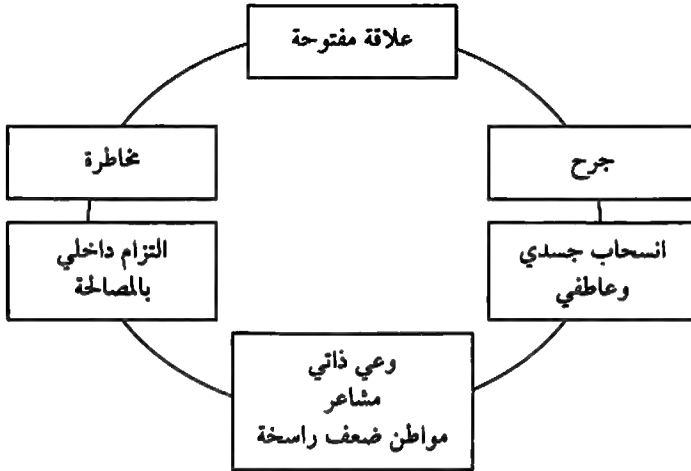 علاقة مفتوحة
جرح
انسحاب جسدي
وعاطفي
وعي ذاتي
مشاعر
مواطن ضعف راسخة
التزام داخلي
بالمصالحة
مخاطرة